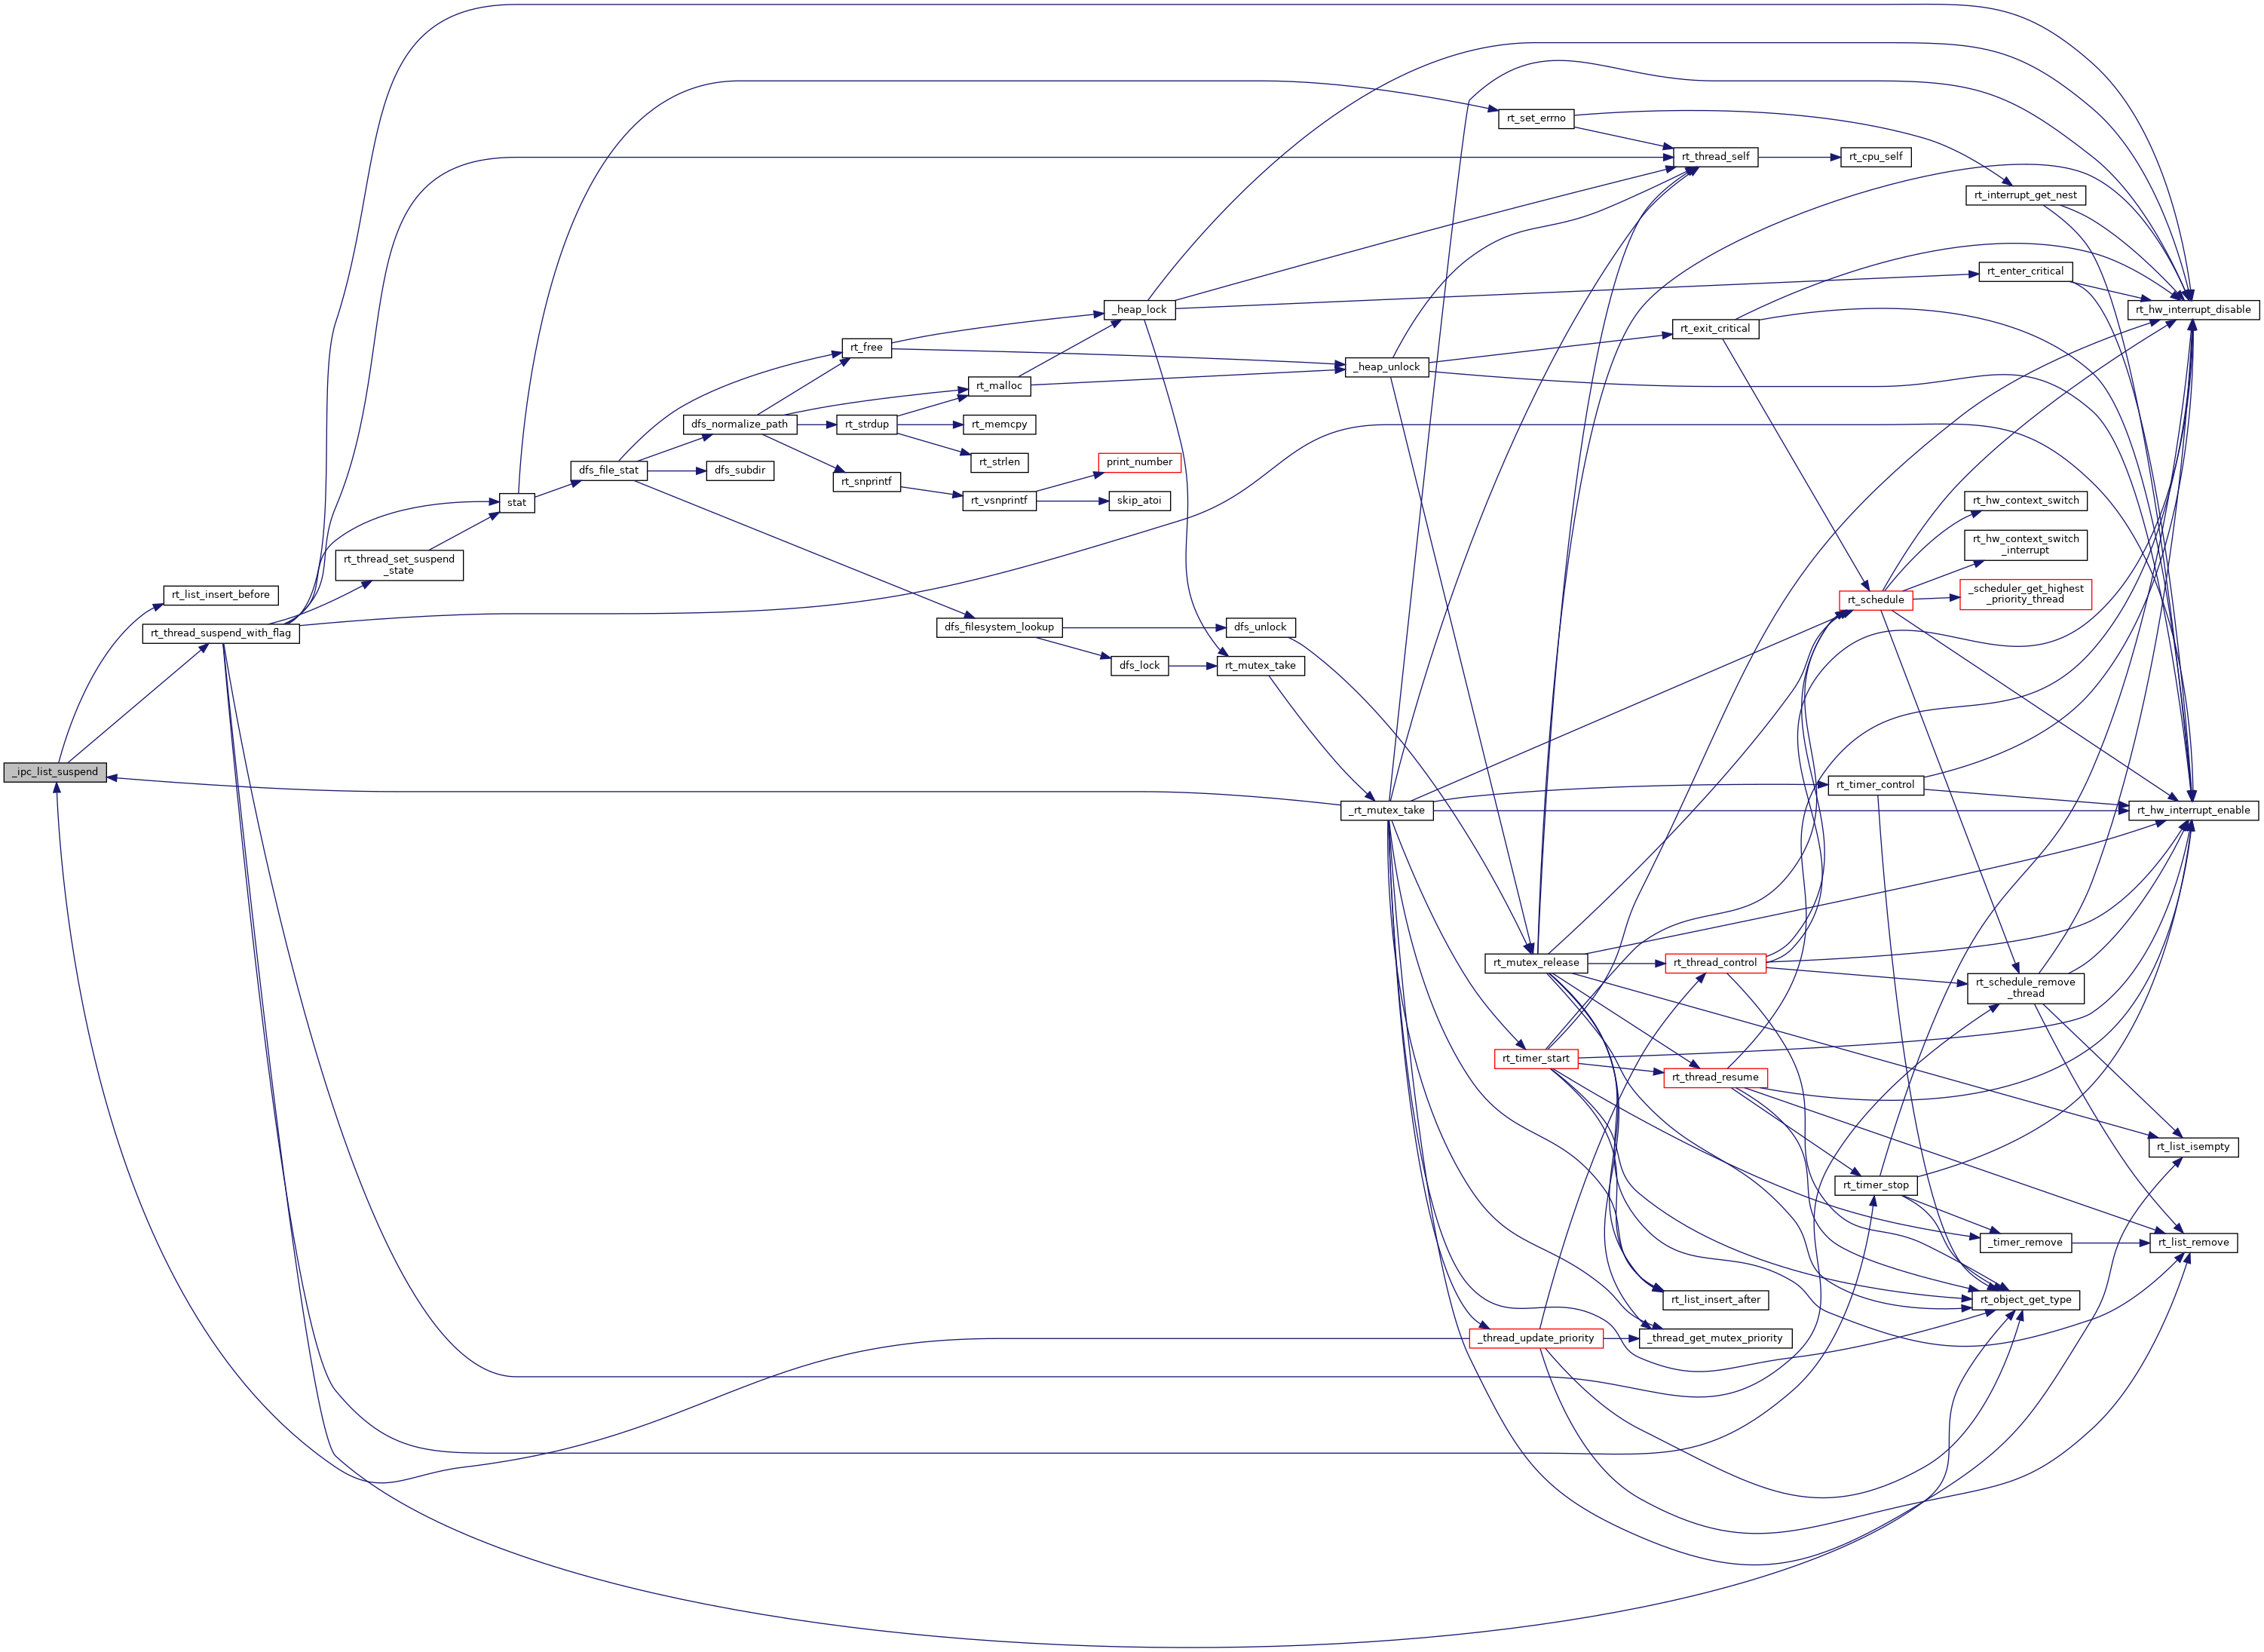 rt_set_errno
rt_thread_self
rt_cpu_self
rt_interrupt_get_nest
rt_enter_critical
_heap_lock
rt_hw_interrupt_disable
rt_exit_critical
rt_free
_heap_unlock
rt_malloc
dfs_normalize_path
rt_strdup
rt_memcpy
rt_strlen
print_number
dfs_file_stat
dfs_subdir
rt_snprintf
rt_vsnprintf
skip_atoi
stat
rt_hw_context_switch
rt_hw_context_switch
_interrupt
rt_thread_set_suspend
_state
rt_list_insert_before
rt_schedule
_scheduler_get_highest
_priority_thread
rt_thread_suspend_with_flag
dfs_filesystem_lookup
dfs_unlock
dfs_lock
rt_mutex_take
_ipc_list_suspend
rt_timer_control
_rt_mutex_take
rt_hw_interrupt_enable
rt_mutex_release
rt_thread_control
rt_schedule_remove
_thread
rt_timer_start
rt_thread_resume
rt_list_isempty
rt_timer_stop
_timer_remove
rt_list_remove
rt_list_insert_after
rt_object_get_type
_thread_update_priority
_thread_get_mutex_priority